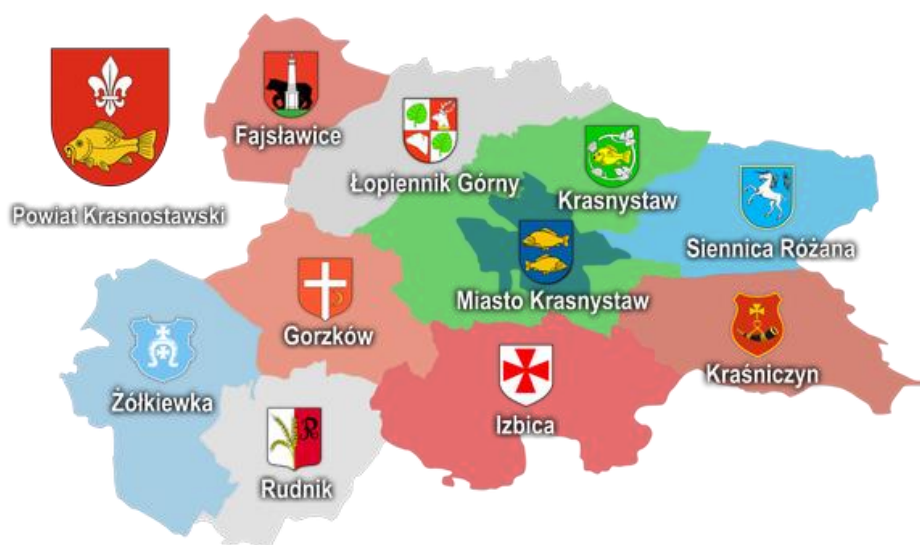 Fajsławice
Łopiennik Górny
Krasnystaw
Powiat Krasnostawski
Siennica Różana
Miasto Krasnystaw
Gorzków
Kraśniczyn
Żółkiewka
Izbica
Rudnik
R